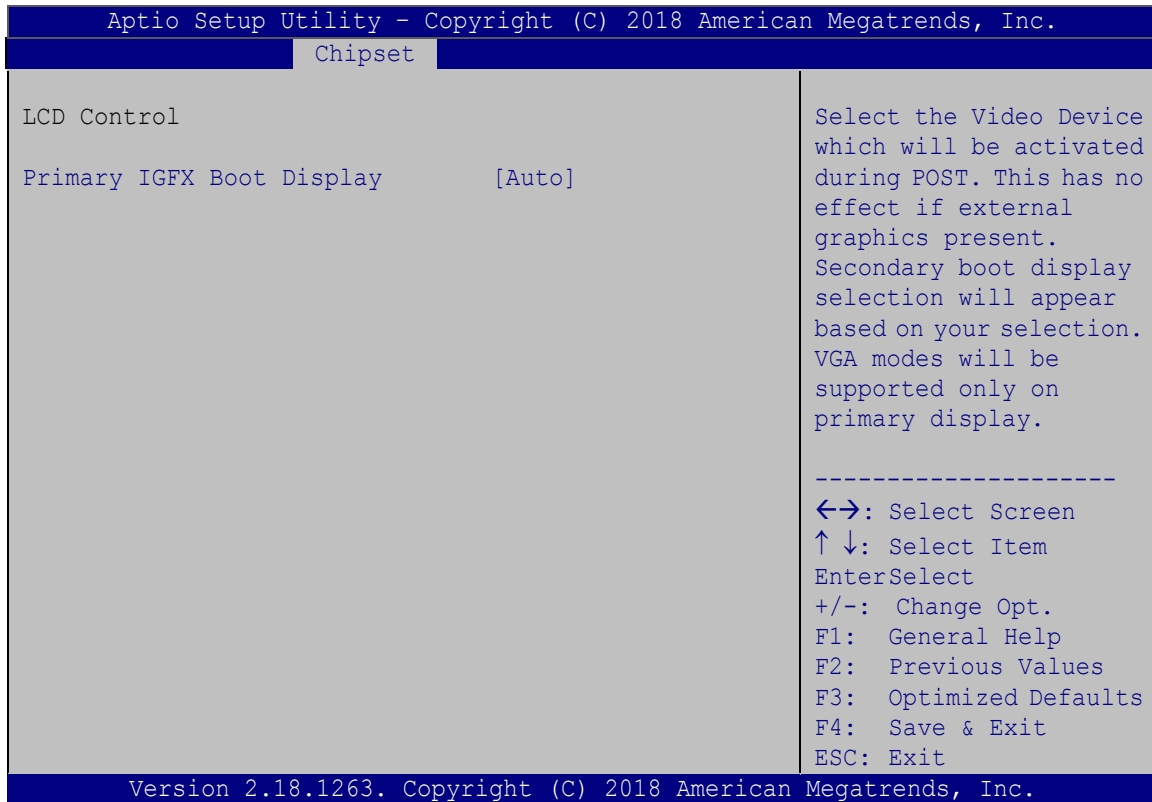 Aptio Setup Utility – Copyright (C) 2018 American Megatrends, Inc.
Chipset
LCD Control
Primary IGFX Boot Display [Auto]
Select the Video Device
which will be activated
during POST. This has no
effect if external
graphics present.
Secondary boot display
selection will appear
based on your selection.
VGA modes will be
supported only on
primary display.
---------------------
←→: Select Screen
↑ ↓: Select Item
EnterSelect
+/-: Change Opt.
F1: General Help
F2: Previous Values
F3: Optimized Defaults
F4: Save & Exit
ESC: Exit
Version 2.18.1263. Copyright (C) 2018 American Megatrends, Inc.